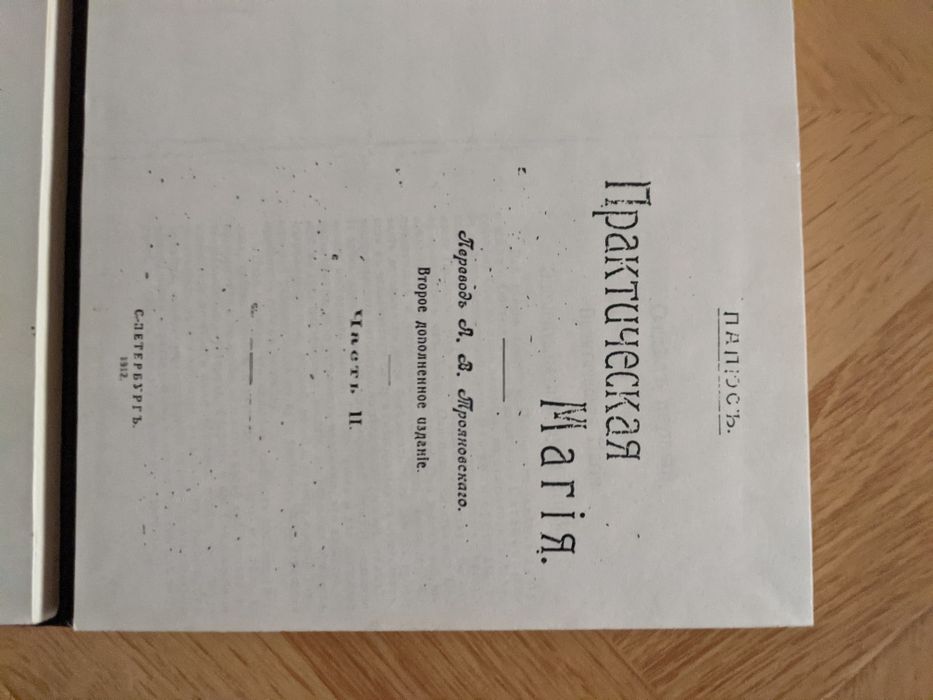 ПАПЮСЪ.
Практическая
Магія.
Переводъ А. В. Трояновскаго.
Второе дополненное изданіе.
Часть II.
С-ПЕТЕРБУРГЪ.
1912.